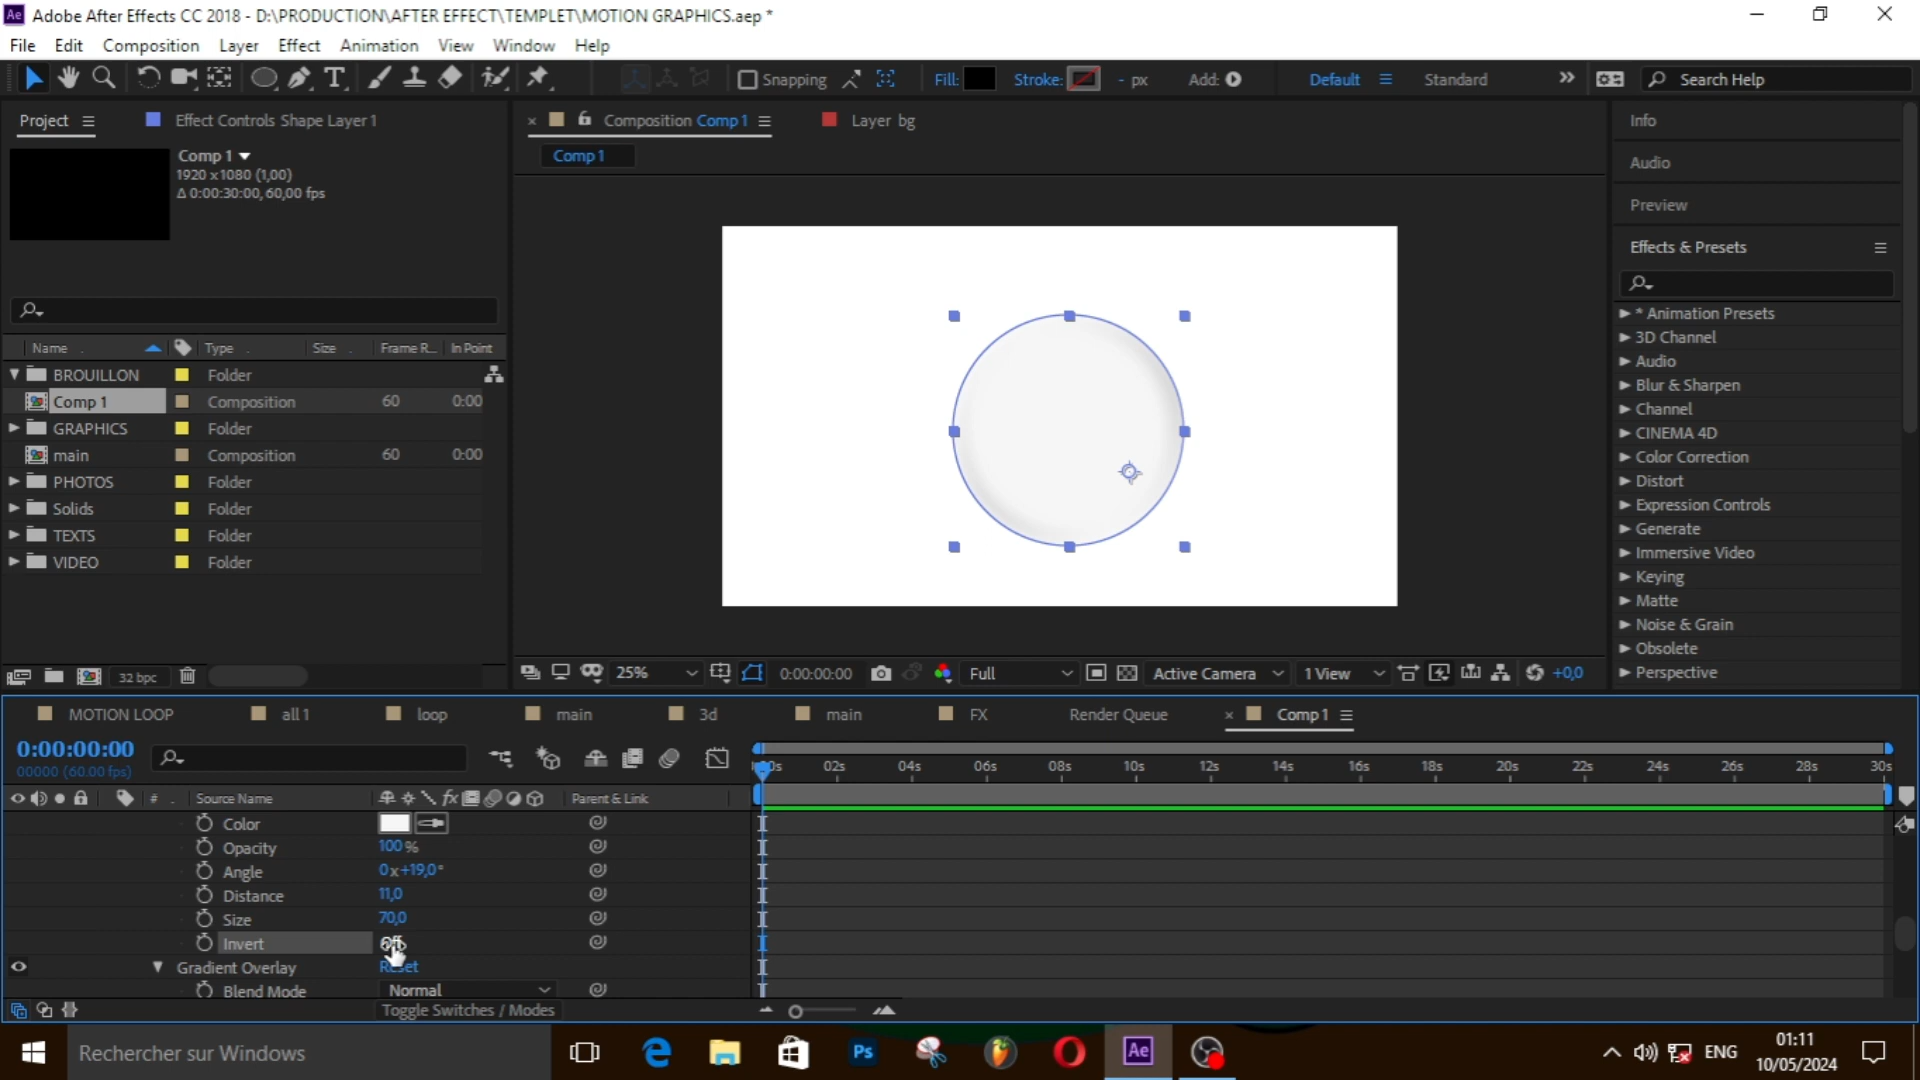 Ae Adobe After Effects CC 2018 - D:\PRODUCTION\AFTER EFFECT\TEMPLET\MOTION GRAPHICS.aep *
File Edit Composition Layer Effect Animation View Window Help
T Snapping Fill: Stroke: - px Add: Default Standard Search Help
Project Effect Controls Shape Layer 1 Composition Comp 1 Layer bg Info
Comp 1
1920 x 1080 (1,00)
Δ 0:00:30:00, 60,00 fps
Comp 1
Audio
Preview
Effects & Presets
Name Type Size Frame R... In Point
BROUILLON Folder
Comp 1 Composition 60 0:00
GRAPHICS Folder
main Composition 60 0:00
PHOTOS Folder
Solids Folder
TEXTS Folder
VIDEO Folder
* Animation Presets
3D Channel
Audio
Blur & Sharpen
Channel
CINEMA 4D
Color Correction
Distort
Expression Controls
Generate
Immersive Video
Keying
Matte
Noise & Grain
Obsolete
Perspective
32 bpc 25% 0:00:00:00 Full Active Camera 1 View +0,0
MOTION LOOP all 1 loop main 3d main FX Render Queue Comp 1
0:00:00:00
00000 (60.00 fps)
02s 04s 06s 08s 10s 12s 14s 16s 18s 20s 22s 24s 26s 28s 30s
# Source Name fx Parent & Link
Color
Opacity 100 %
Angle 0x+19,0°
Distance 11,0
Size 70,0
Invert Off
Gradient Overlay Reset
Blend Mode Normal
Toggle Switches / Modes
Rechercher sur Windows Ps Ae ENG 01:11
10/05/2024